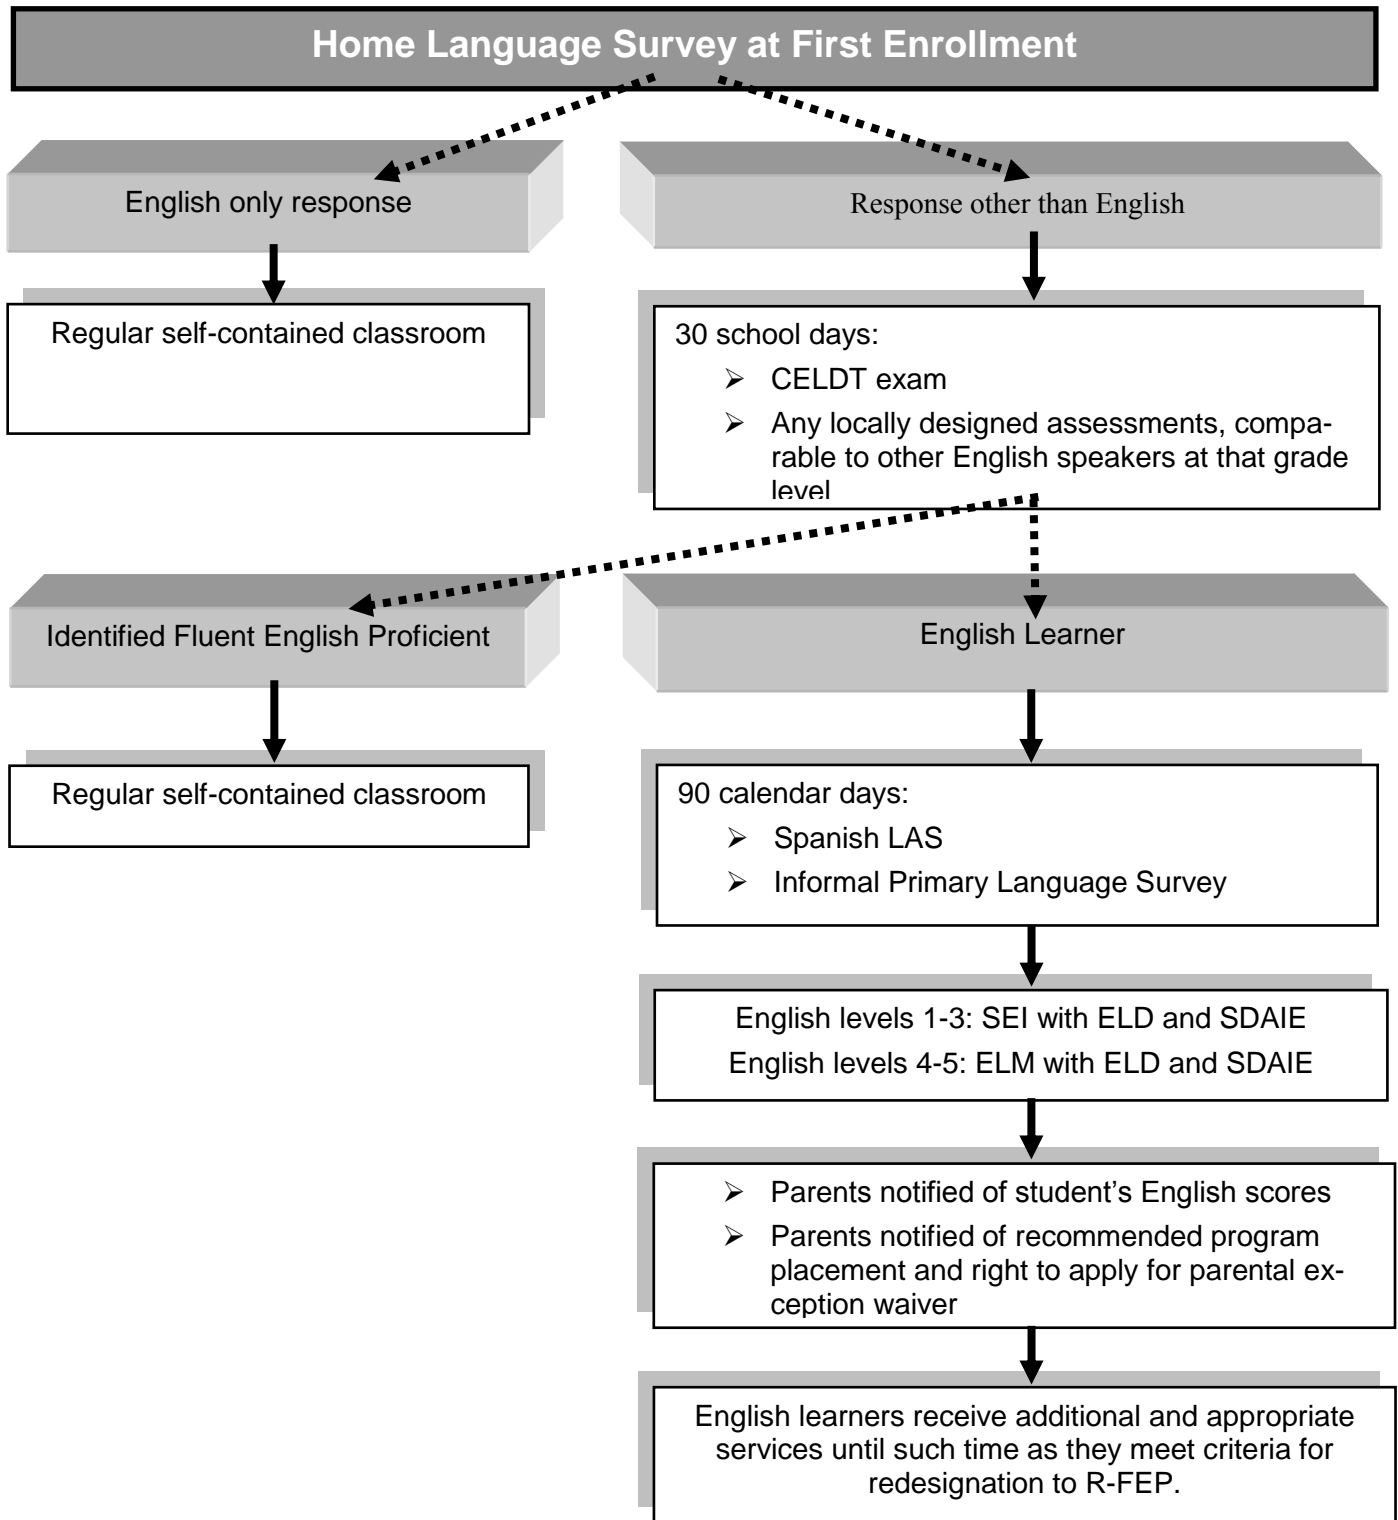 Home Language Survey at First Enrollment
English only response
Response other than English
Regular self-contained classroom
30 school days:
➢ CELDT exam
➢ Any locally designed assessments, compa-
rable to other English speakers at that grade
level
Identified Fluent English Proficient
English Learner
Regular self-contained classroom
90 calendar days:
➢ Spanish LAS
➢ Informal Primary Language Survey
English levels 1-3: SEI with ELD and SDAIE
English levels 4-5: ELM with ELD and SDAIE
➢ Parents notified of student's English scores
➢ Parents notified of recommended program
placement and right to apply for parental ex-
ception waiver
English learners receive additional and appropriate
services until such time as they meet criteria for
redesignation to R-FEP.